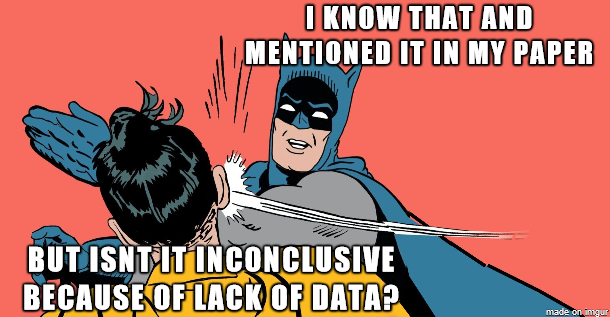 I KNOW THAT AND
MENTIONED IT IN MY PAPER
BUT ISNT IT INCONCLUSIVE
BECAUSE OF LACK OF DATA?
made on imgur